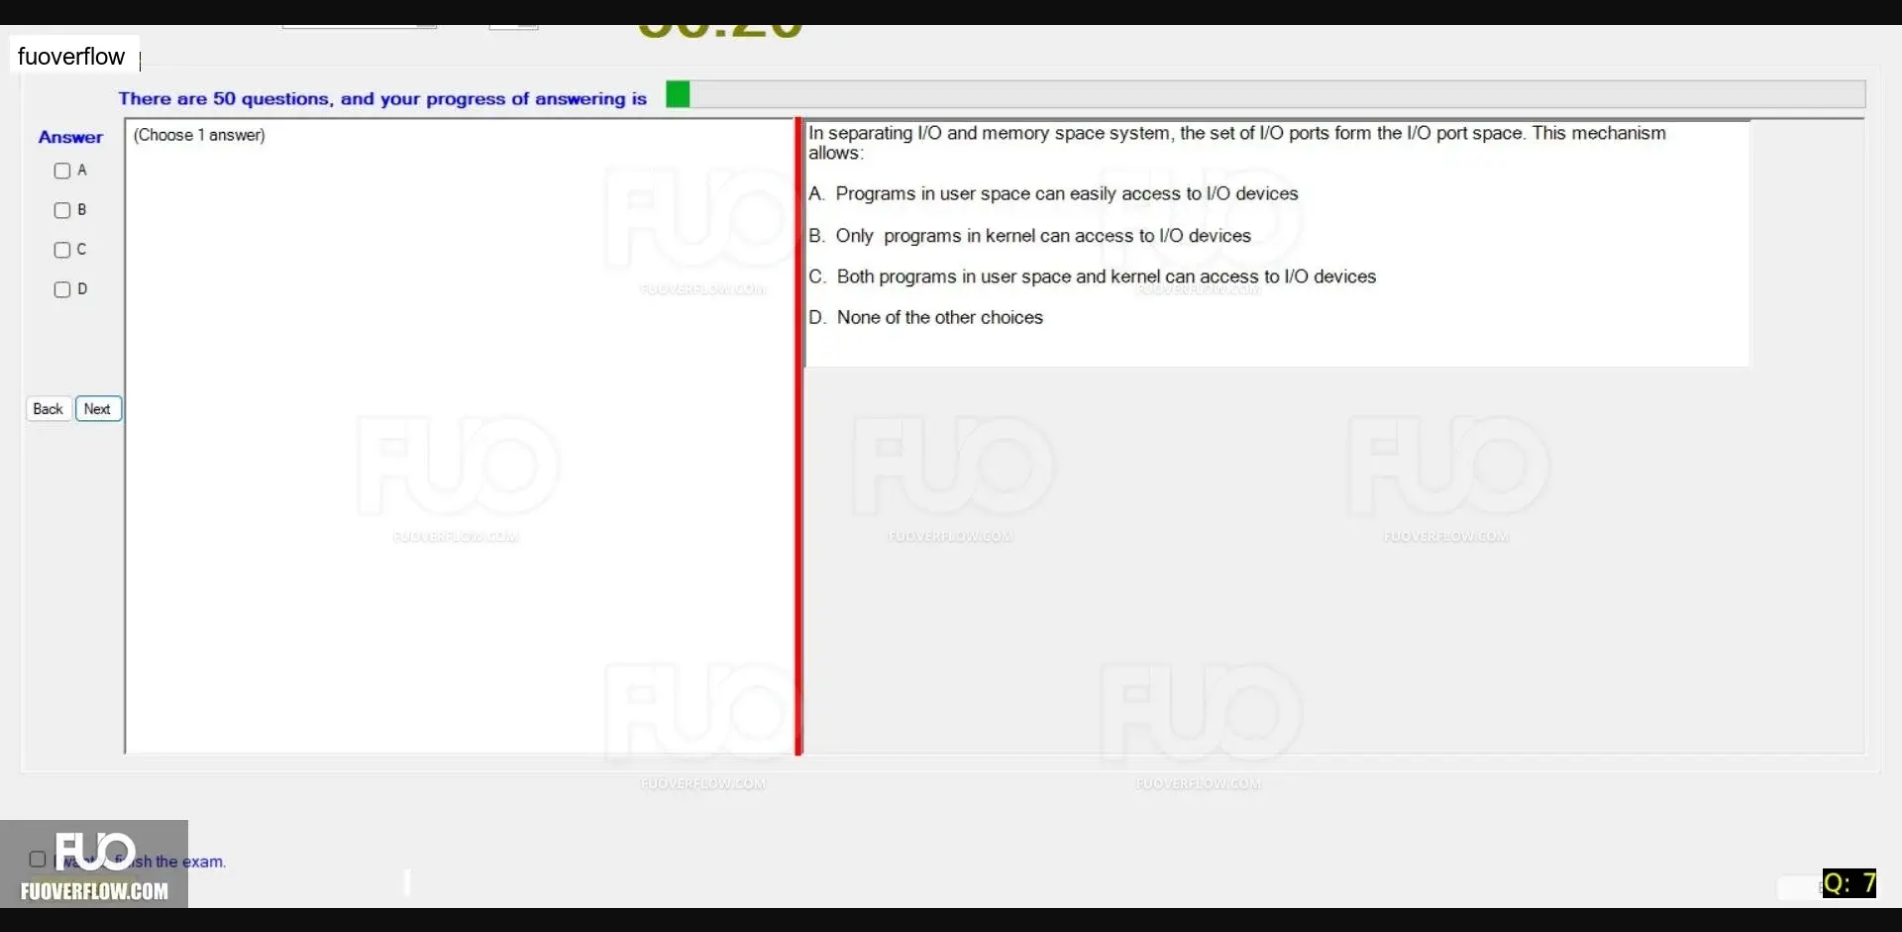 fuoverflow
There are 50 questions, and your progress of answering is
Answer
(Choose 1 answer)
A
B
C
D
Back Next
In separating I/O and memory space system, the set of I/O ports form the I/O port space. This mechanism
allows:
A. Programs in user space can easily access to I/O devices
B. Only programs in kernel can access to I/O devices
C. Both programs in user space and kernel can access to I/O devices
D. None of the other choices
FUO
FUOVERFLOW.COM
FUO
FUOVERFLOW.COM
FUO
FUOVERFLOW.COM
FUO
FUOVERFLOW.COM
FUO
FUOVERFLOW.COM
FUO
FUOVERFLOW.COM
FUO
FUOVERFLOW.COM
FUO
the exam.
FUOVERFLOW.COM
Q: 7